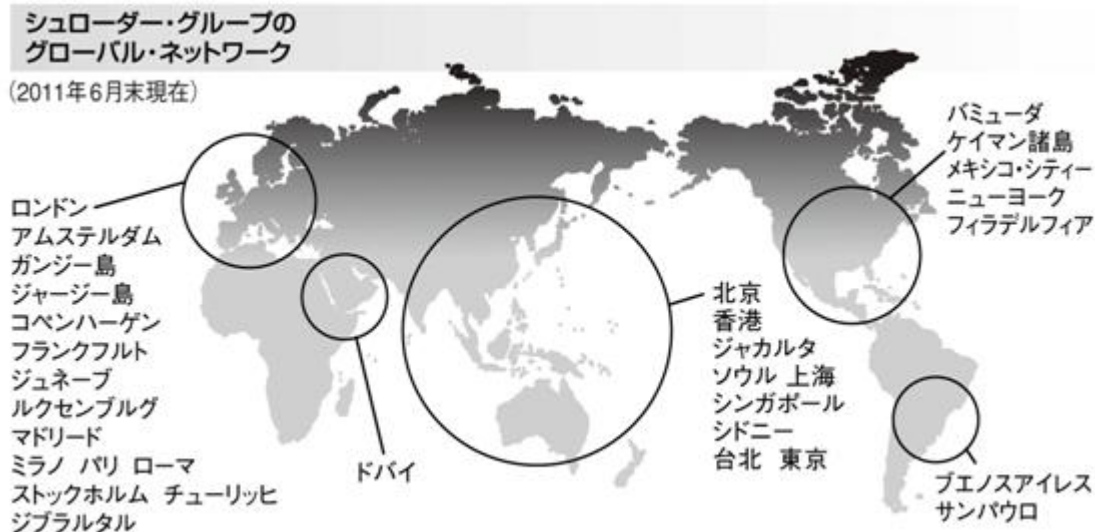 シュローダー・グループの
グローバル・ネットワーク
(2011年6月末現在)
ロンドン
アムステルダム
ガンジー島
ジャージー島
コペンハーゲン
フランクフルト
ジュネーブ
ルクセンブルグ
マドリード
ミラノ パリ ローマ
ストックホルム チューリッヒ
ジブラルタル
ドバイ
北京
香港
ジャカルタ
ソウル 上海
シンガポール
シドニー
台北 東京
バミューダ
ケイマン諸島
メキシコ・シティー
ニューヨーク
フィラデルフィア
ブエノスアイレス
サンパウロ